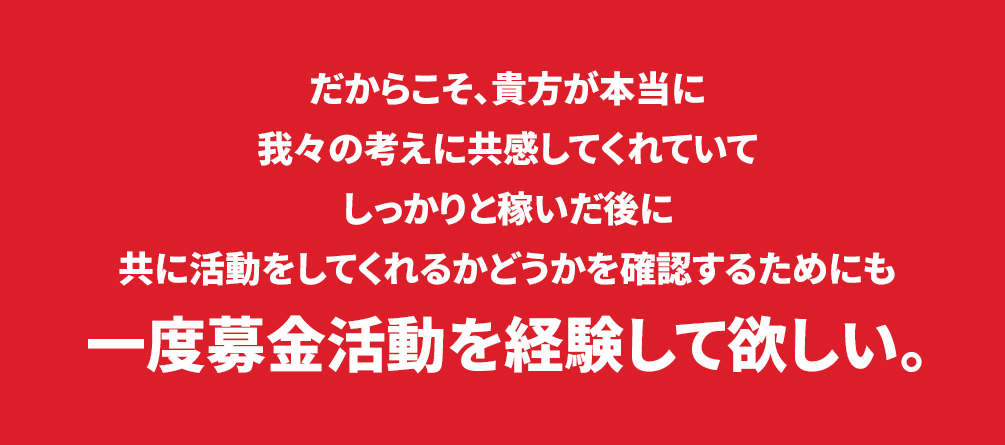 だからこそ、貴方が本当に
我々の考えに共感してくれていて
しっかりと稼いだ後に
共に活動をしてくれるかどうかを確認するためにも
一度募金活動を経験して欲しい。